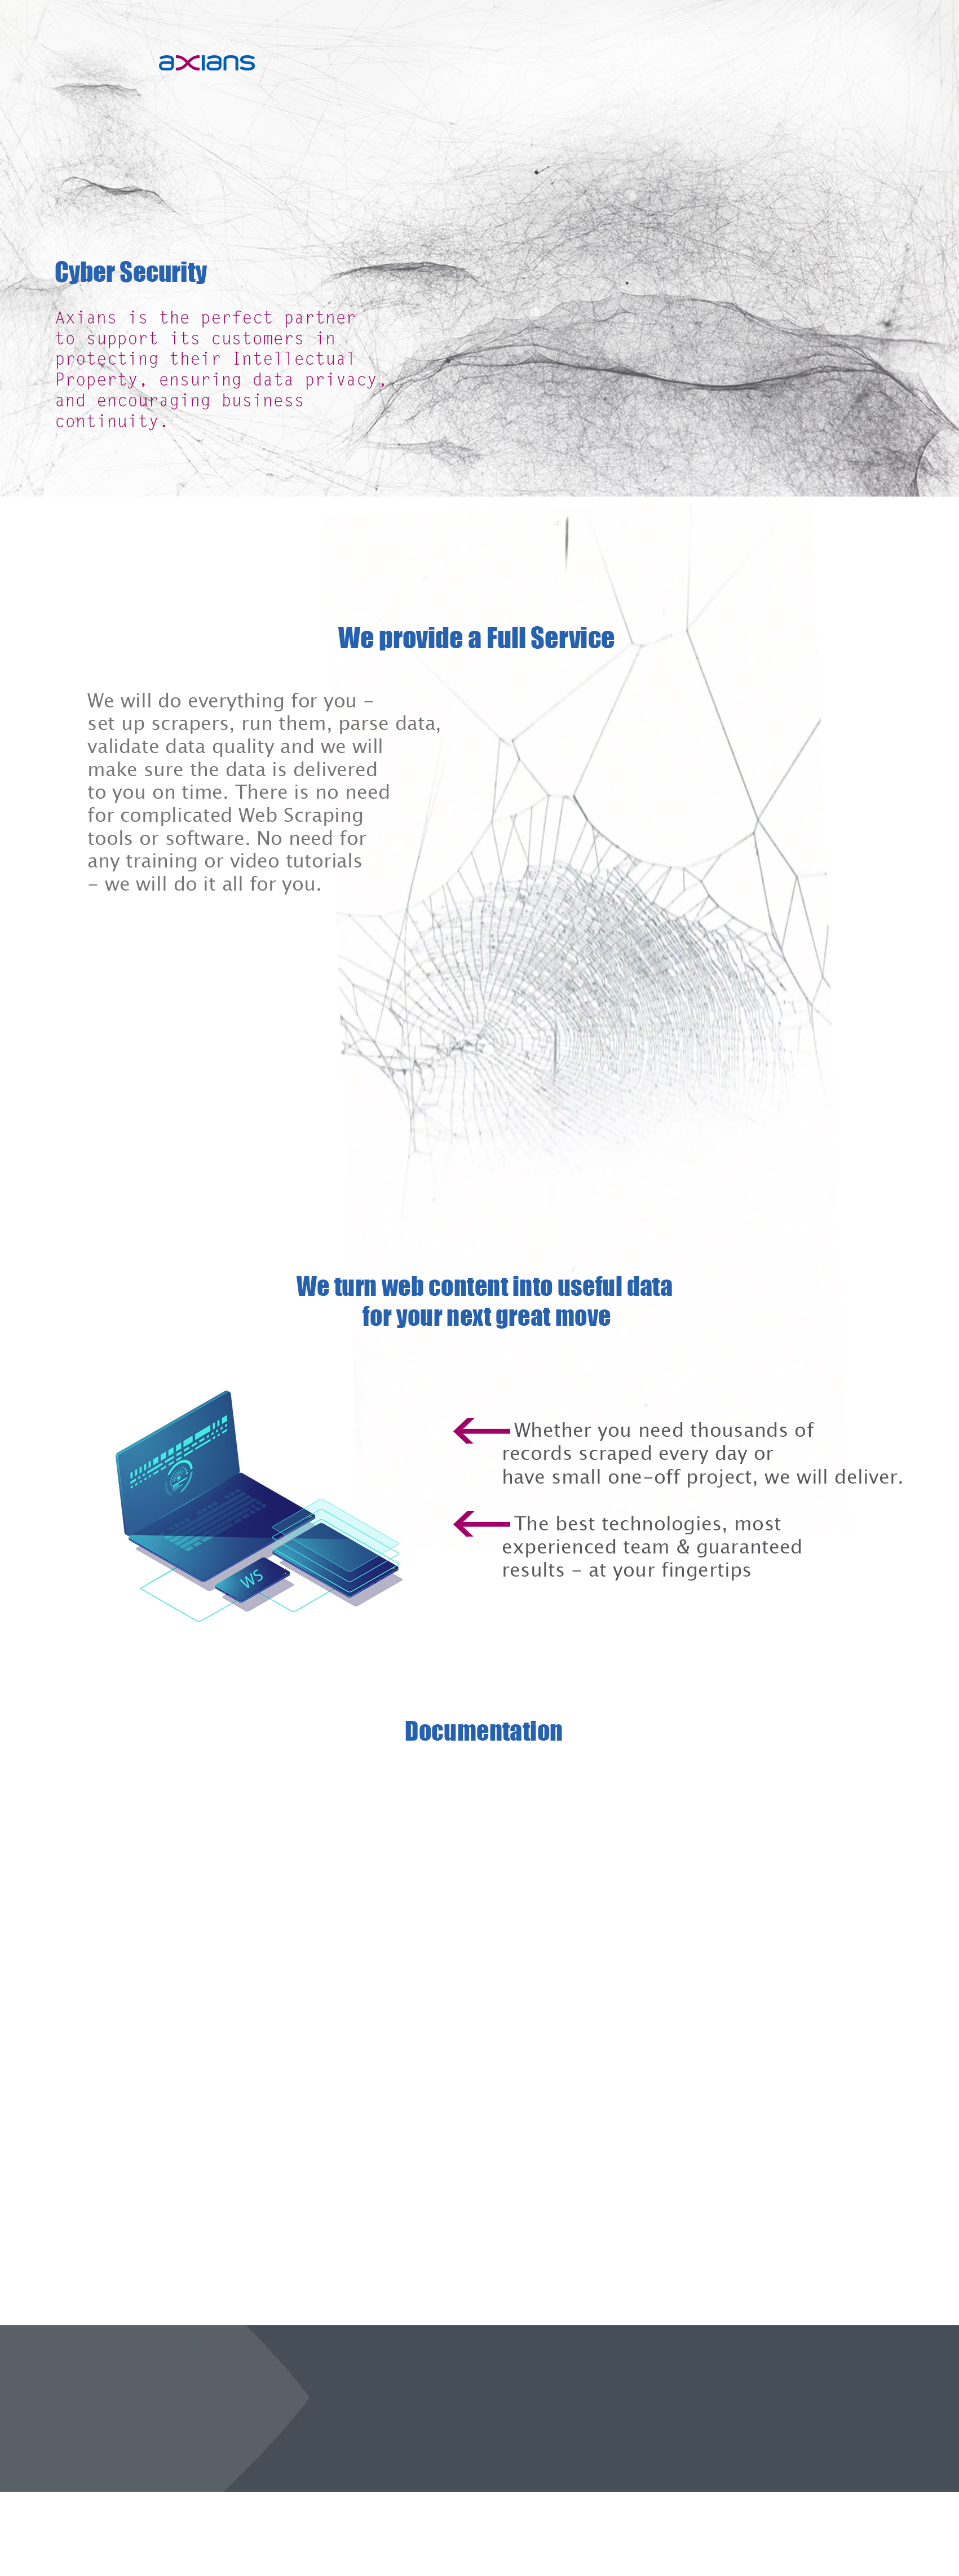 axians
Cyber Security
Axians is the perfect partner
to support its customers in
protecting their Intellectual
Property, ensuring data privacy,
and encouraging business
continuity.
We provide a Full Service
We will do everything for you –
set up scrapers, run them, parse data,
validate data quality and we will
make sure the data is delivered
to you on time. There is no need
for complicated Web Scraping
tools or software. No need for
any training or video tutorials
– we will do it all for you.
We turn web content into useful data
for your next great move
Whether you need thousands of
records scraped every day or
have small one-off project, we will deliver.
The best technologies, most
experienced team & guaranteed
results – at your fingertips
WS
Documentation